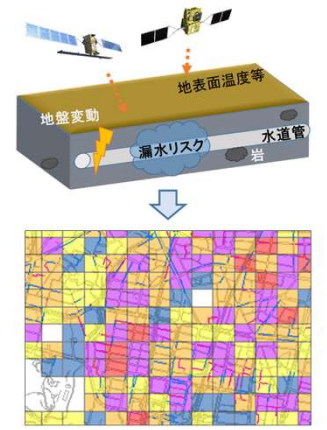 地表面温度等
地盤変動
水道管
漏水リスク
岩